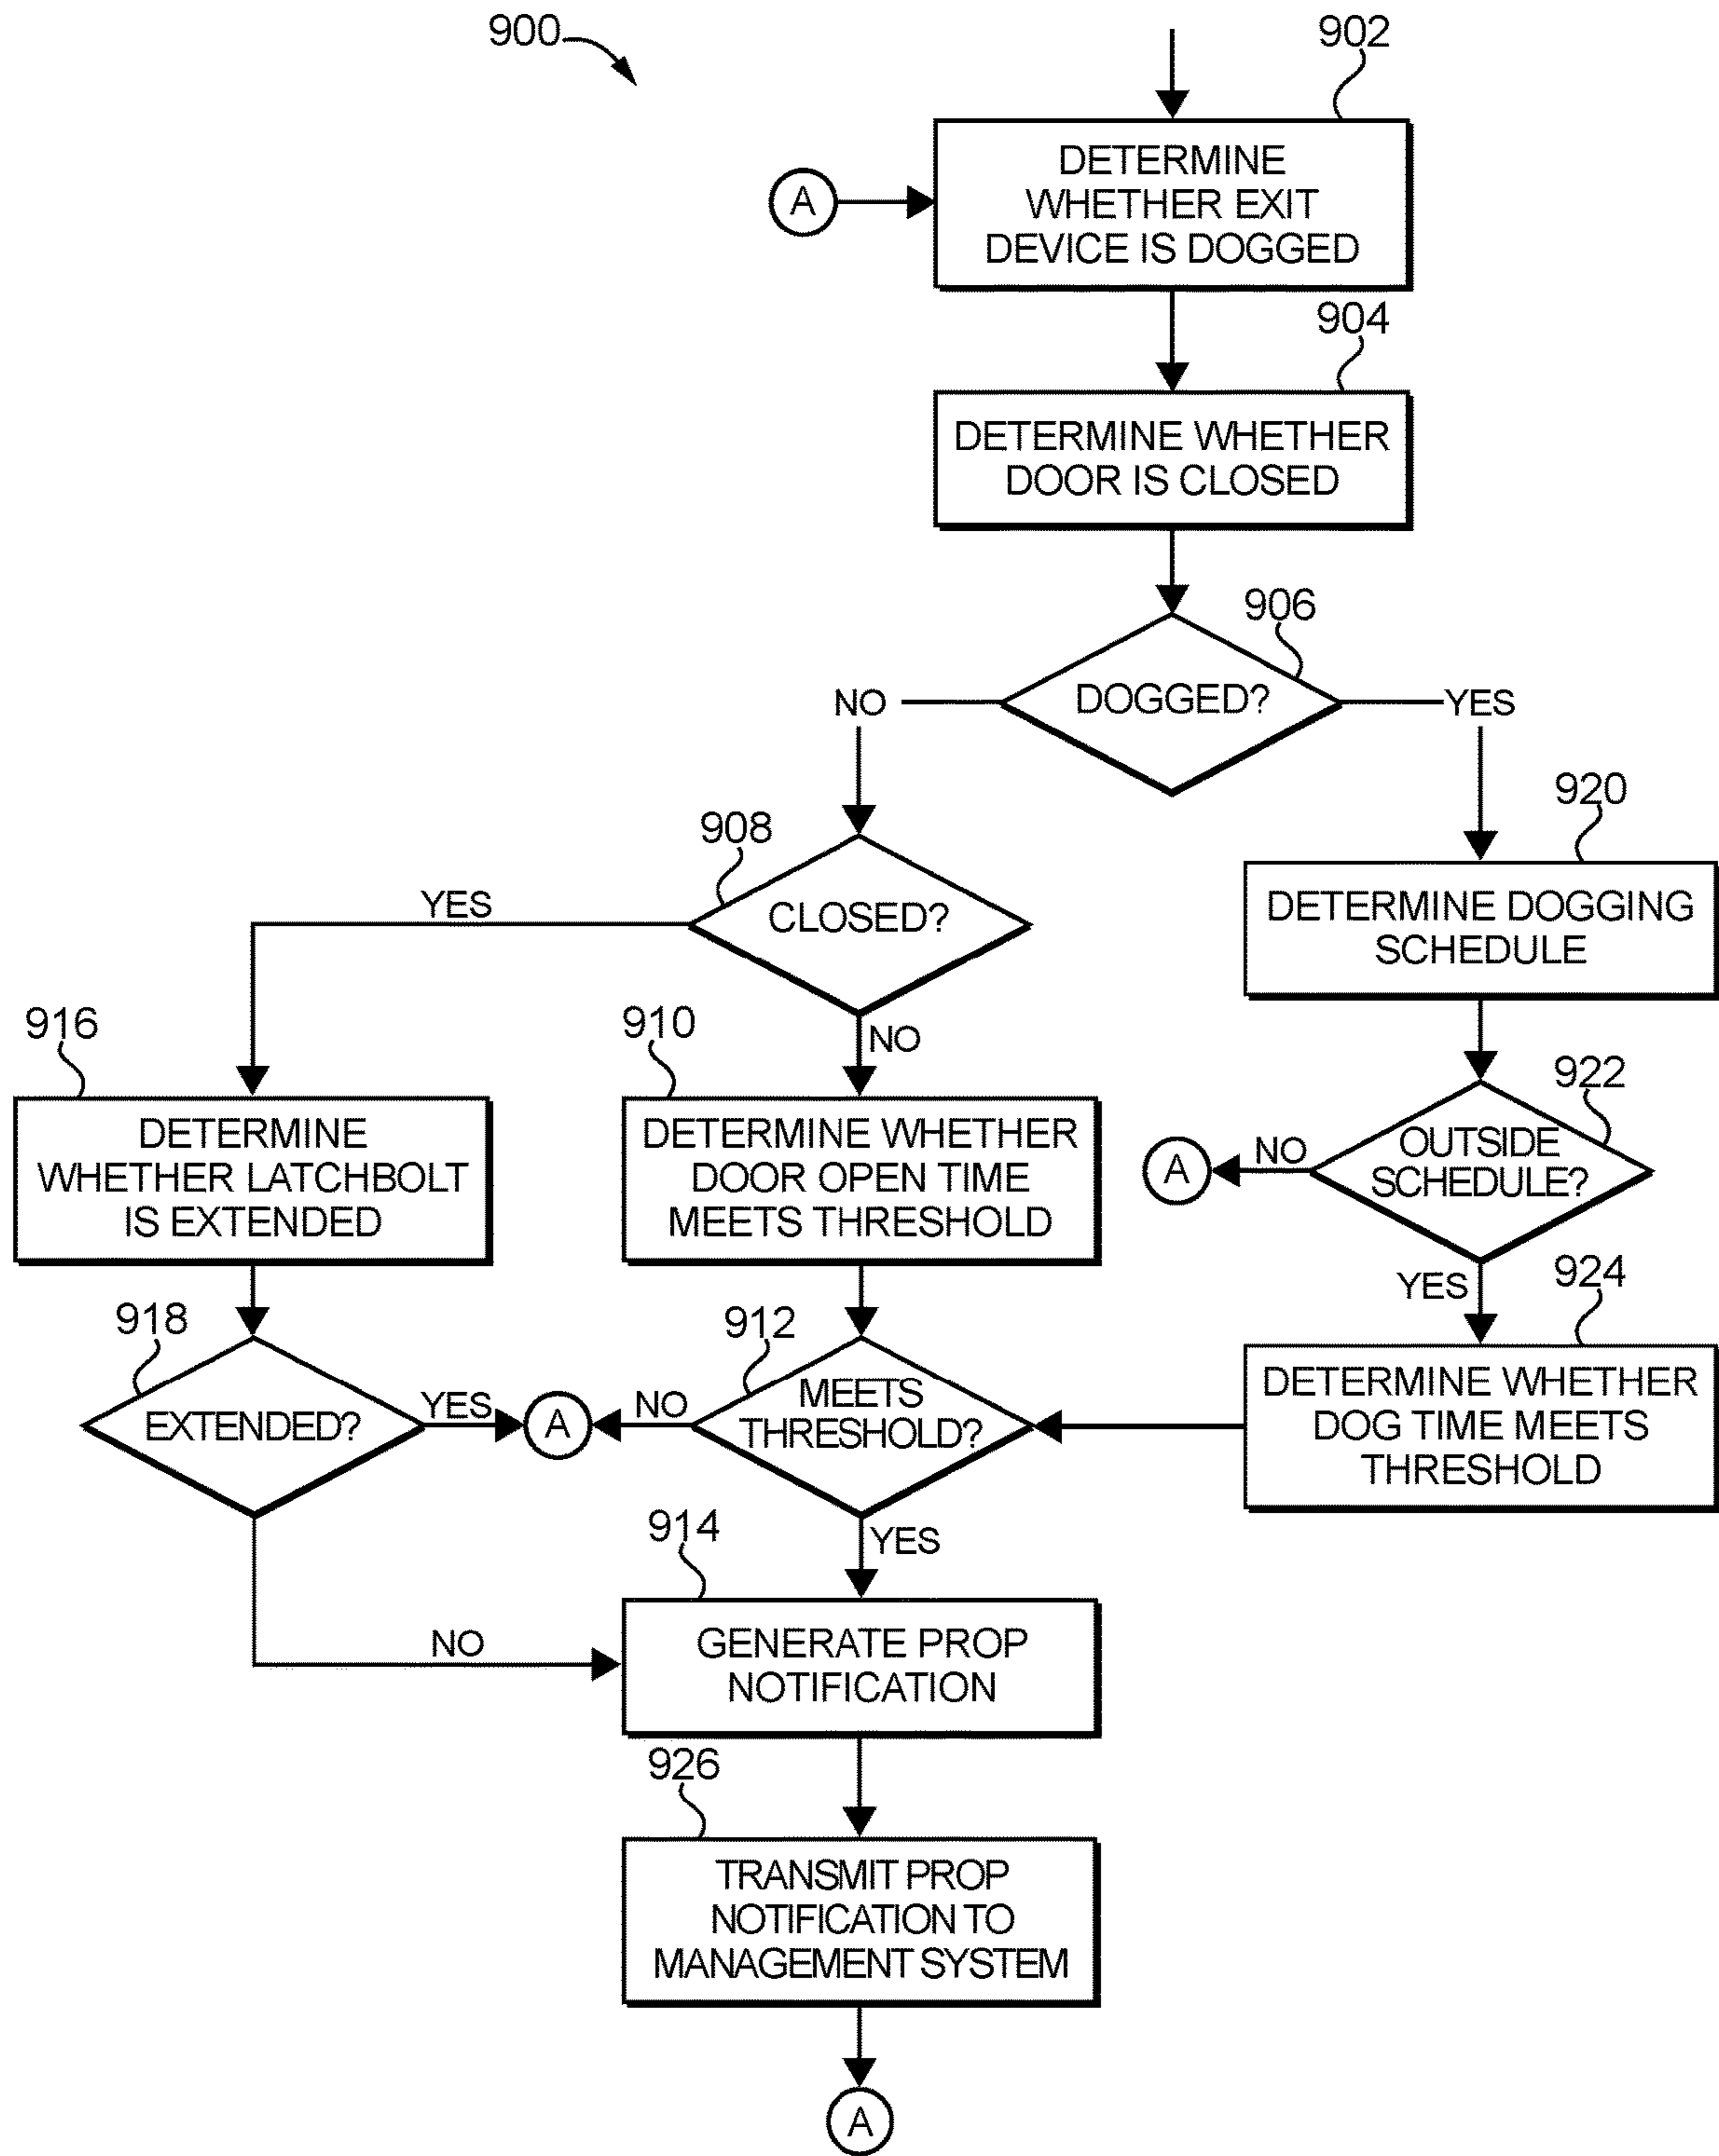 900
902
DETERMINE
WHETHER EXIT
DEVICE IS DOGGED
A
904
DETERMINE WHETHER
DOOR IS CLOSED
906
DOGGED?
NO
YES
908
CLOSED?
YES
NO
920
DETERMINE DOGGING
SCHEDULE
916
DETERMINE
WHETHER LATCHBOLT
IS EXTENDED
910
DETERMINE WHETHER
DOOR OPEN TIME
MEETS THRESHOLD
922
OUTSIDE
SCHEDULE?
NO
A
YES
918
EXTENDED?
YES
A
NO
912
MEETS
THRESHOLD?
924
DETERMINE WHETHER
DOG TIME MEETS
THRESHOLD
YES
NO
914
GENERATE PROP
NOTIFICATION
926
TRANSMIT PROP
NOTIFICATION TO
MANAGEMENT SYSTEM
A